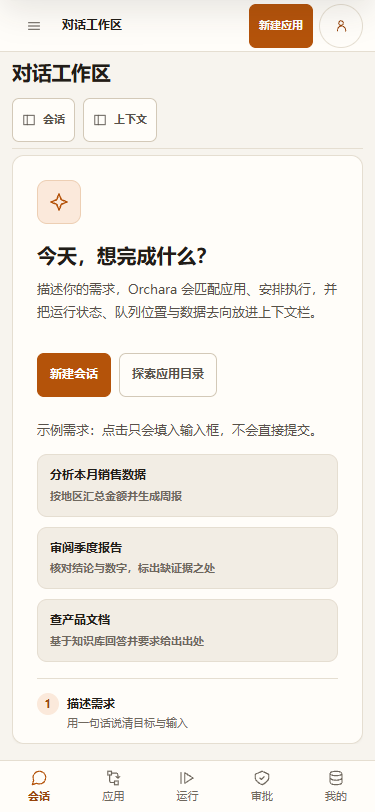 对话工作区
新建应用
对话工作区
会话
上下文
今天，想完成什么？
描述你的需求，Orchara 会匹配应用、安排执行，并
把运行状态、队列位置与数据去向放进上下文栏。
新建会话
探索应用目录
示例需求：点击只会填入输入框，不会直接提交。
分析本月销售数据
按地区汇总金额并生成周报
审阅季度报告
核对结论与数字，标出缺证据之处
查产品文档
基于知识库回答并要求给出出处
1
描述需求
用一句话说清目标与输入
会话
应用
运行
审批
我的